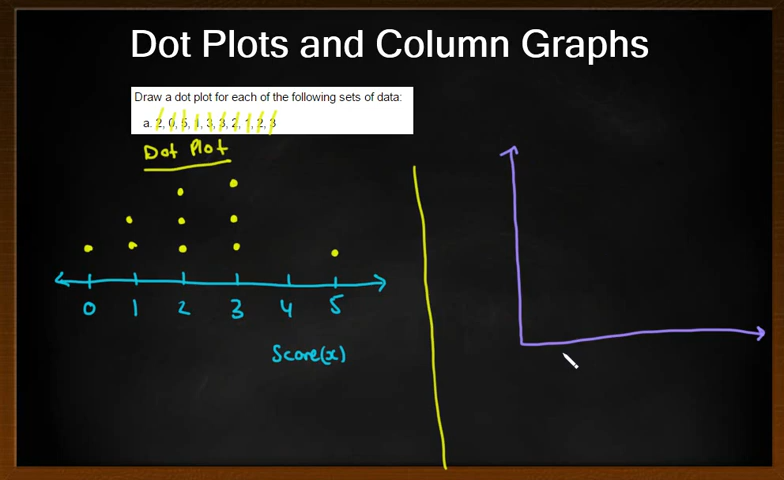 Dot Plots and Column Graphs
Draw a dot plot for each of the following sets of data:
a. 2, 0, 5, 1, 3, 3, 2, 1, 2, 3
Dot Plot
0 1 2 3 4 5
Score(x)